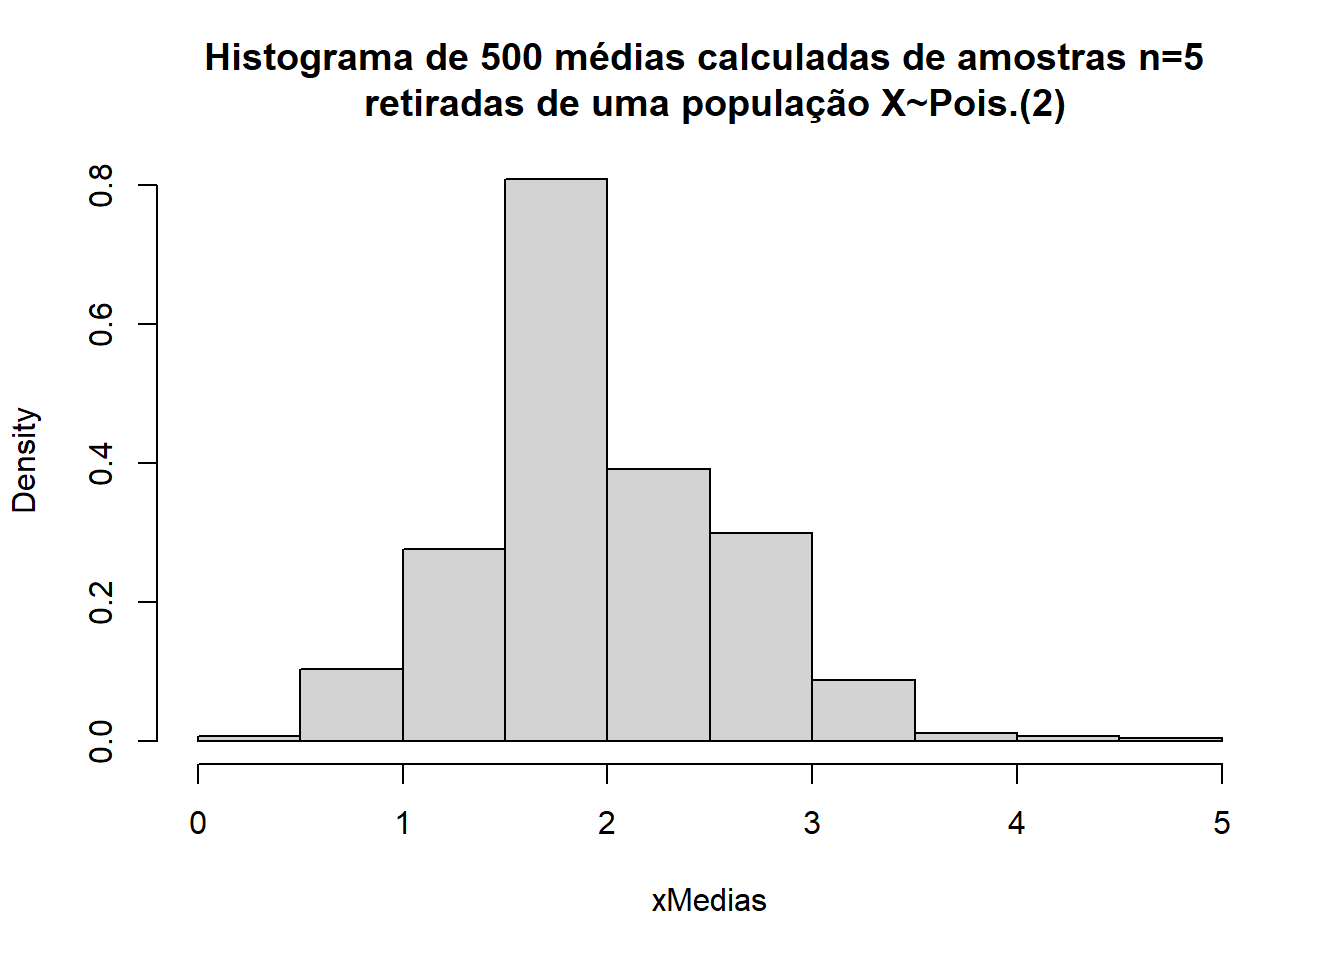 Histograma de 500 médias calculadas de amostras n=5
retiradas de uma população X~Pois.(2)
Density
0.8
0.6
0.4
0.2
0.0
0 1 2 3 4 5
xMedias